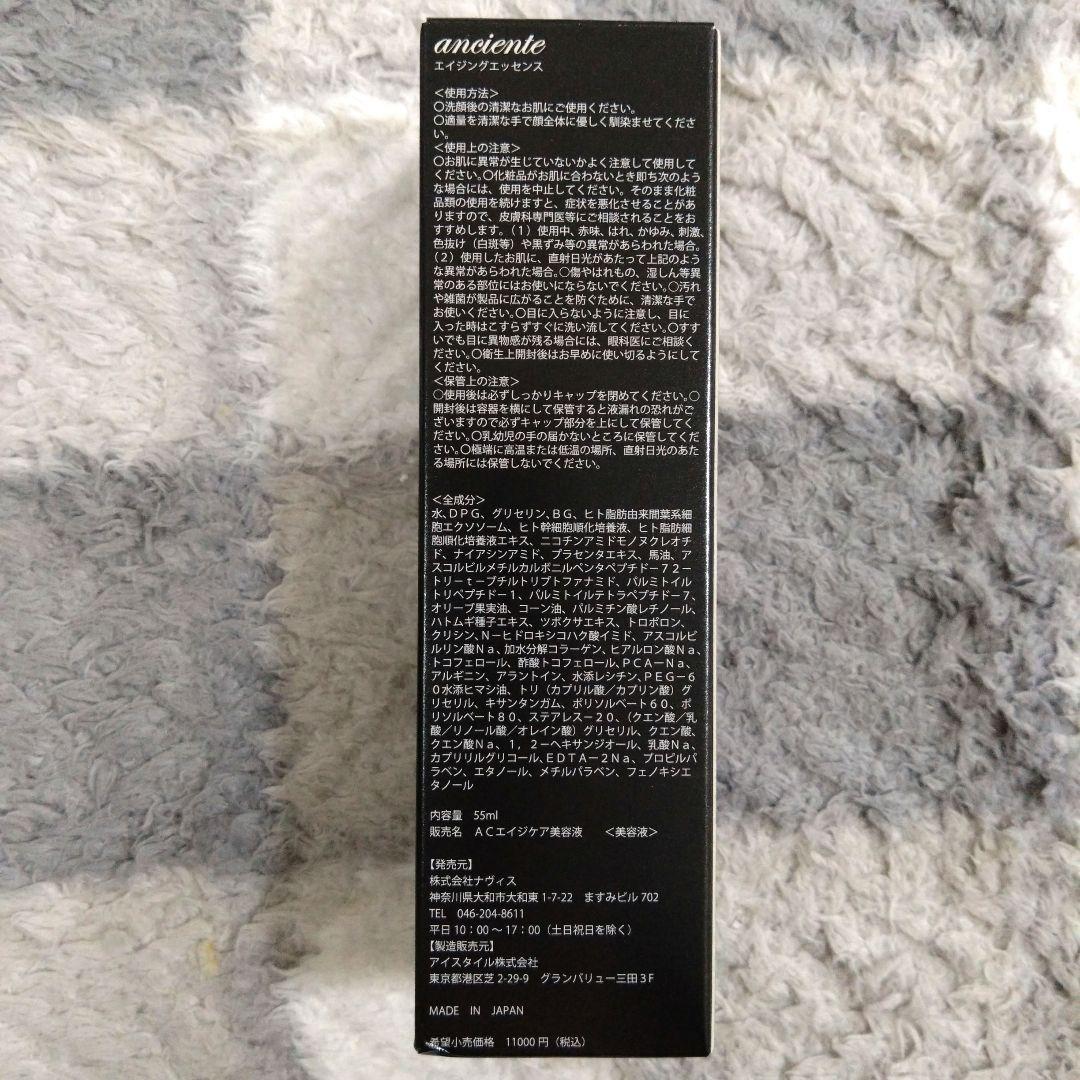 anciente
エイジングエッセンス
＜使用方法＞
○洗顔後の清潔なお肌にご使用ください。
○適量を清潔な手で顔全体に優しく馴染ませてくださ
い。
＜使用上の注意＞
○お肌に異常が生じていないかよく注意して使用して
ください。○化粧品がお肌に合わないとき即ち次のよう
な場合には、使用を中止してください。そのまま化粧
品類の使用を続けますと、症状を悪化させることがあ
りますので、皮膚科専門医等にご相談されることをお
すすめします。（1）使用中、赤味、はれ、かゆみ、刺激、
色抜け（白斑等）や黒ずみ等の異常があらわれた場合。
（2）使用したお肌に、直射日光があたって上記のよう
な異常があらわれた場合。○傷やはれもの、湿しん等異
常のある部位にはお使いにならないでください。○汚れ
や雑菌が製品に広がることを防ぐために、清潔な手で
お使いください。○目に入らないように注意し、目に
入った時はこすらずすぐに洗い流してください。○すす
いでも目に異物感が残る場合には、眼科医にご相談くだ
さい。○衛生上開封後はお早めに使い切るようにして
ください。
＜保管上の注意＞
○使用後は必ずしっかりキャップを閉めてください。○
開封後は容器を横にして保管すると液漏れの恐れがご
ざいますので必ずキャップ部分を上にして保管してく
ださい。○乳幼児の手の届かないところに保管してくだ
さい。○極端に高温または低温の場所、直射日光のあた
る場所には保管しないでください。
＜全成分＞
水、ＤＰＧ、グリセリン、ＢＧ、ヒト脂肪由来間葉系細
胞エクソソーム、ヒト幹細胞順化培養液、ヒト脂肪細
胞順化培養液エキス、ニコチンアミドモノヌクレオチ
ド、ナイアシンアミド、プラセンタエキス、馬油、ア
スコルビルメチルカルボニルペンタペプチド－７２－
トリ－ｔ－ブチルトリプトファナミド、パルミトイル
トリペプチド－１、パルミトイルテトラペプチド－７、
オリーブ果実油、コーン油、パルミチン酸レチノール、
ハトムギ種子エキス、ツボクサエキス、トロポロン、
クリシン、Ｎ－ヒドロキシコハク酸イミド、アスコルビ
ルリン酸Ｎａ、加水分解コラーゲン、ヒアルロン酸Ｎａ、
トコフェロール、酢酸トコフェロール、ＰＣＡ－Ｎａ、
アルギニン、アラントイン、水添レシチン、ＰＥＧ－６
０水添ヒマシ油、トリ（カプリル酸／カプリン酸）グ
リセリル、キサンタンガム、ポリソルベート６０、ポ
リソルベート８０、ステアレス－２０、（クエン酸／乳
酸／リノール酸／オレイン酸）グリセリル、クエン酸、
クエン酸Ｎａ、１，２－ヘキサンジオール、乳酸Ｎａ、
カプリリルグリコール、ＥＤＴＡ－２Ｎａ、プロピルパ
ラベン、エタノール、メチルパラベン、フェノキシエ
タノール
内容量　55ml
販売名　ＡＣエイジケア美容液　＜美容液＞
【発売元】
株式会社ナヴィス
神奈川県大和市大和東 1-7-22　ますみビル 702
TEL　046-204-8611
平日 10：00 〜 17：00（土日祝日を除く）
【製造販売元】
アイスタイル株式会社
東京都港区芝 2-29-9　グランバリュー三田３Ｆ
MADE　IN　JAPAN
希望小売価格　11000 円（税込）